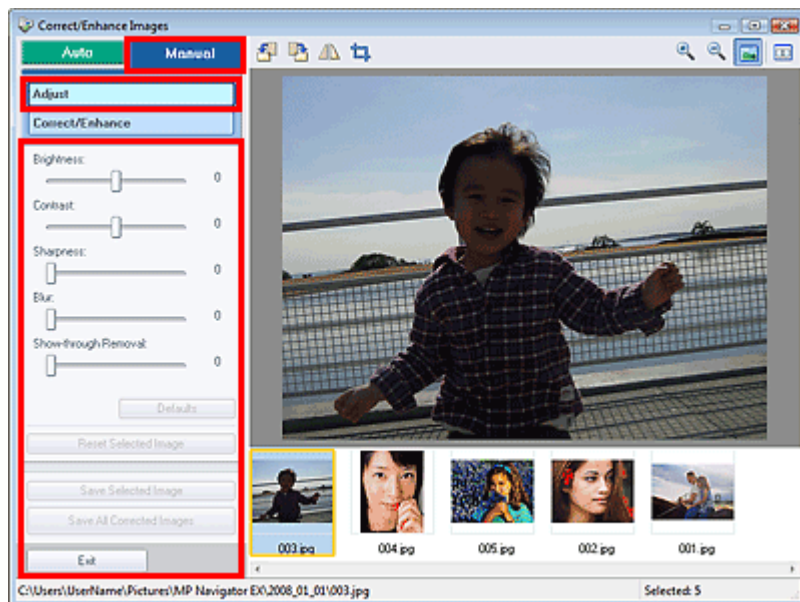 Correct/Enhance Images
Auto Manual
Adjust
Correct/Enhance
Brightness:
0
Contrast:
0
Sharpness:
0
Blur:
0
Show-through Removal:
0
Defaults
Reset Selected Image
Save Selected Image
Save All Corrected Images
Exit
003.jpg 004.jpg 005.jpg 002.jpg 001.jpg
C:\Users\UserName\Pictures\MP Navigator EX\2008_01_01\003.jpg Selected: 5